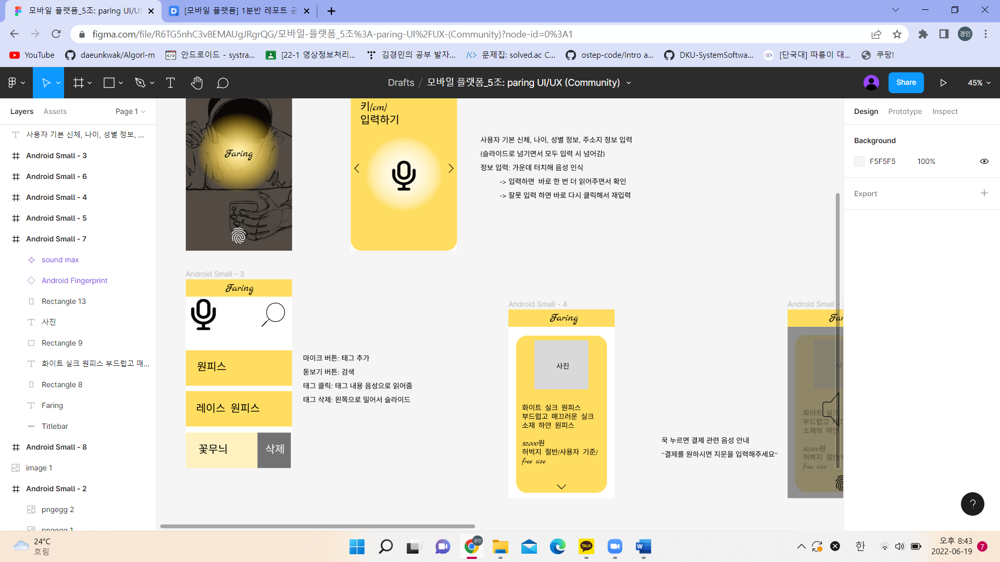 모바일 플랫폼_5조: paring UI/UX
[모바일 플랫폼] 1분반 레포트 공
figma.com/file/R6TG5nhC3v8EMAUgJRgrQG/모바일-플랫폼_5조%3A-paring-UI%2FUX-(Community)?node-id=0%3A1
경민
YouTube
daeunkwak/Algori-m
안드로이드 - systra...
[22-1 영상정보처리...
김경민의 공부 발자...
문제집: solved.ac C...
ostep-code/intro a...
DKU-SystemSoftwa...
[단국대] 따릉이 대...
쿠팡!
Drafts / 모바일 플랫폼_5조: paring UI/UX (Community)
Share
45%
Layers
Assets
Page 1
사용자 기본 신체, 나이, 성별 정보, ...
Android Small - 3
Android Small - 6
Android Small - 4
Android Small - 5
Android Small - 7
sound max
Android Fingerprint
Rectangle 13
사진
Rectangle 9
화이트 실크 원피스 부드럽고 매...
Rectangle 8
Faring
Titlebar
Android Small - 8
image 1
Android Small - 2
pngegg 2
pngegg 1
Faring
키(cm)
입력하기
사용자 기본 신체, 나이, 성별 정보, 주소지 정보 입력
(슬라이드로 넘기면서 모두 입력 시 넘어감)
정보 입력: 가운데 터치해 음성 인식
-> 입력하면 바로 한 번 더 읽어주면서 확인
-> 잘못 입력 하면 바로 다시 클릭해서 재입력
Android Small - 3
Faring
원피스
레이스 원피스
꽃무늬
삭제
마이크 버튼: 태그 추가
돋보기 버튼: 검색
태그 클릭: 태그 내용 음성으로 읽어줌
태그 삭제: 왼쪽으로 밀어서 슬라이드
Android Small - 4
Faring
사진
화이트 실크 원피스
부드럽고 매끄러운 실크
소재 하얀 원피스
32,000원
허벅지 절반(사용자 기준)
free size
꾹 누르면 결제 관련 음성 안내
“결제를 원하시면 지문을 입력해주세요”
Android Small -
Far
화이트 실크
소재의 하얀
32,000원
free size
Design
Prototype
Inspect
Background
F5F5F5
100%
Export
?
24°C
흐림
경민
TALK
W
한
오후 8:43
2022-06-19
7